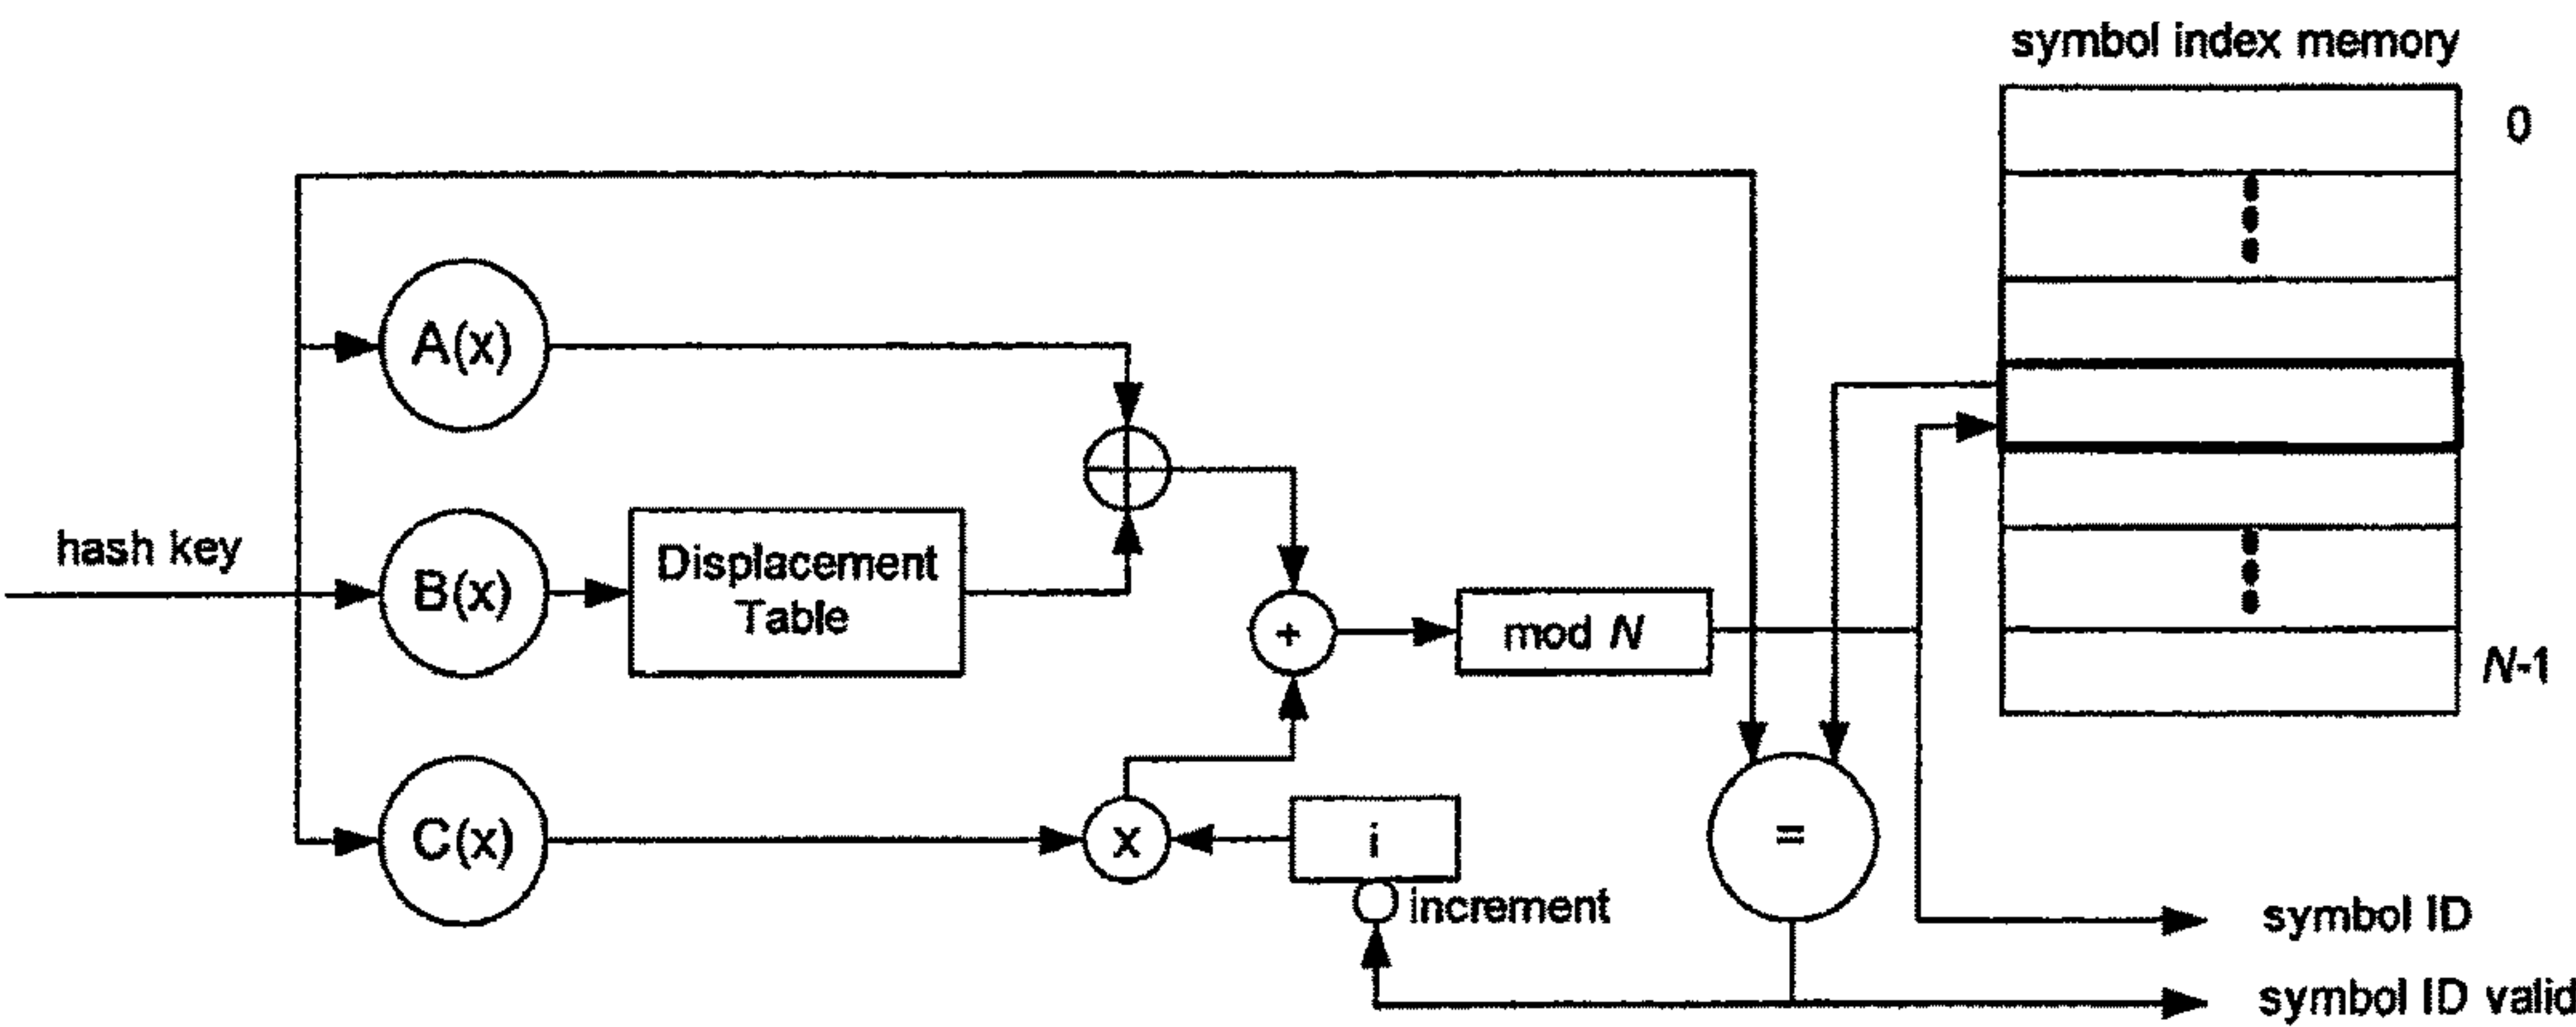 symbol index memory
0
A(x)
hash key
B(x)
Displacement
Table
+
mod N
N-1
C(x)
x
i
=
increment
symbol ID
symbol ID valid